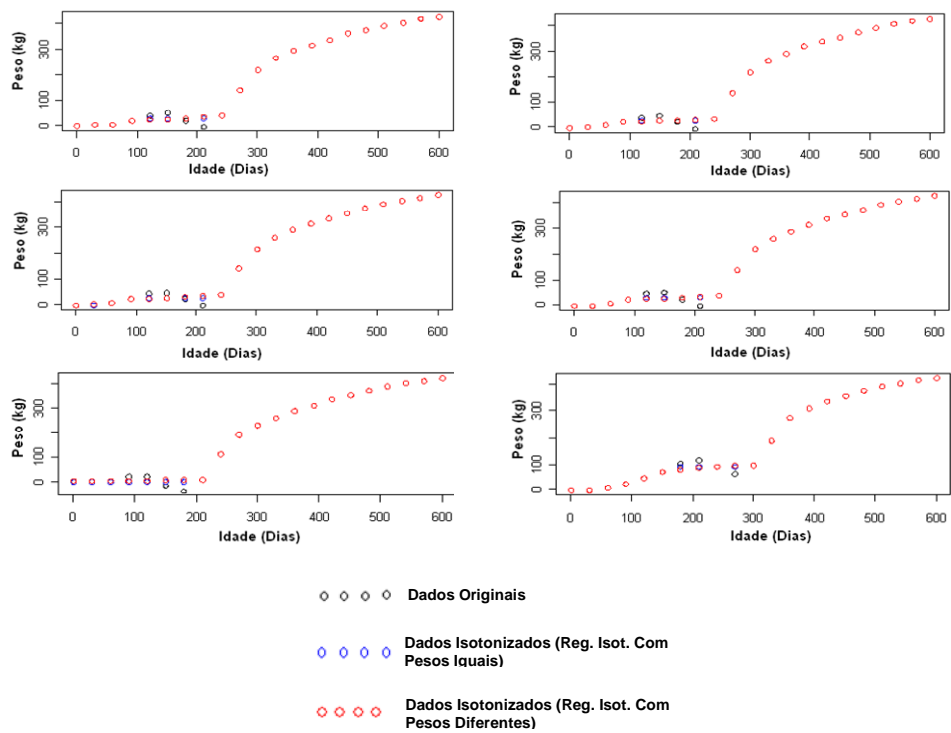 Peso (kg)
300
100
0
0 100 200 300 400 500 600
Idade (Dias)
Peso (kg)
300
100
0
0 100 200 300 400 500 600
Idade (Dias)
Peso (kg)
300
100
0
0 100 200 300 400 500 600
Idade (Dias)
Peso (kg)
300
100
0
0 100 200 300 400 500 600
Idade (Dias)
Peso (kg)
300
100
0
0 100 200 300 400 500 600
Idade (Dias)
Peso (kg)
300
100
0
0 100 200 300 400 500 600
Idade (Dias)
Dados Originais
Dados Isotonizados (Reg. Isot. Com
Pesos Iguais)
Dados Isotonizados (Reg. Isot. Com
Pesos Diferentes)